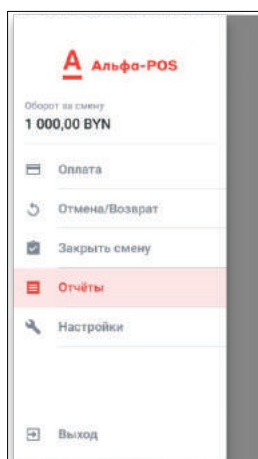 Альфа-POS
Оборот за смену
1 000,00 BYN
Оплата
Отмена/Возврат
Закрыть смену
Отчёты
Настройки
Выход